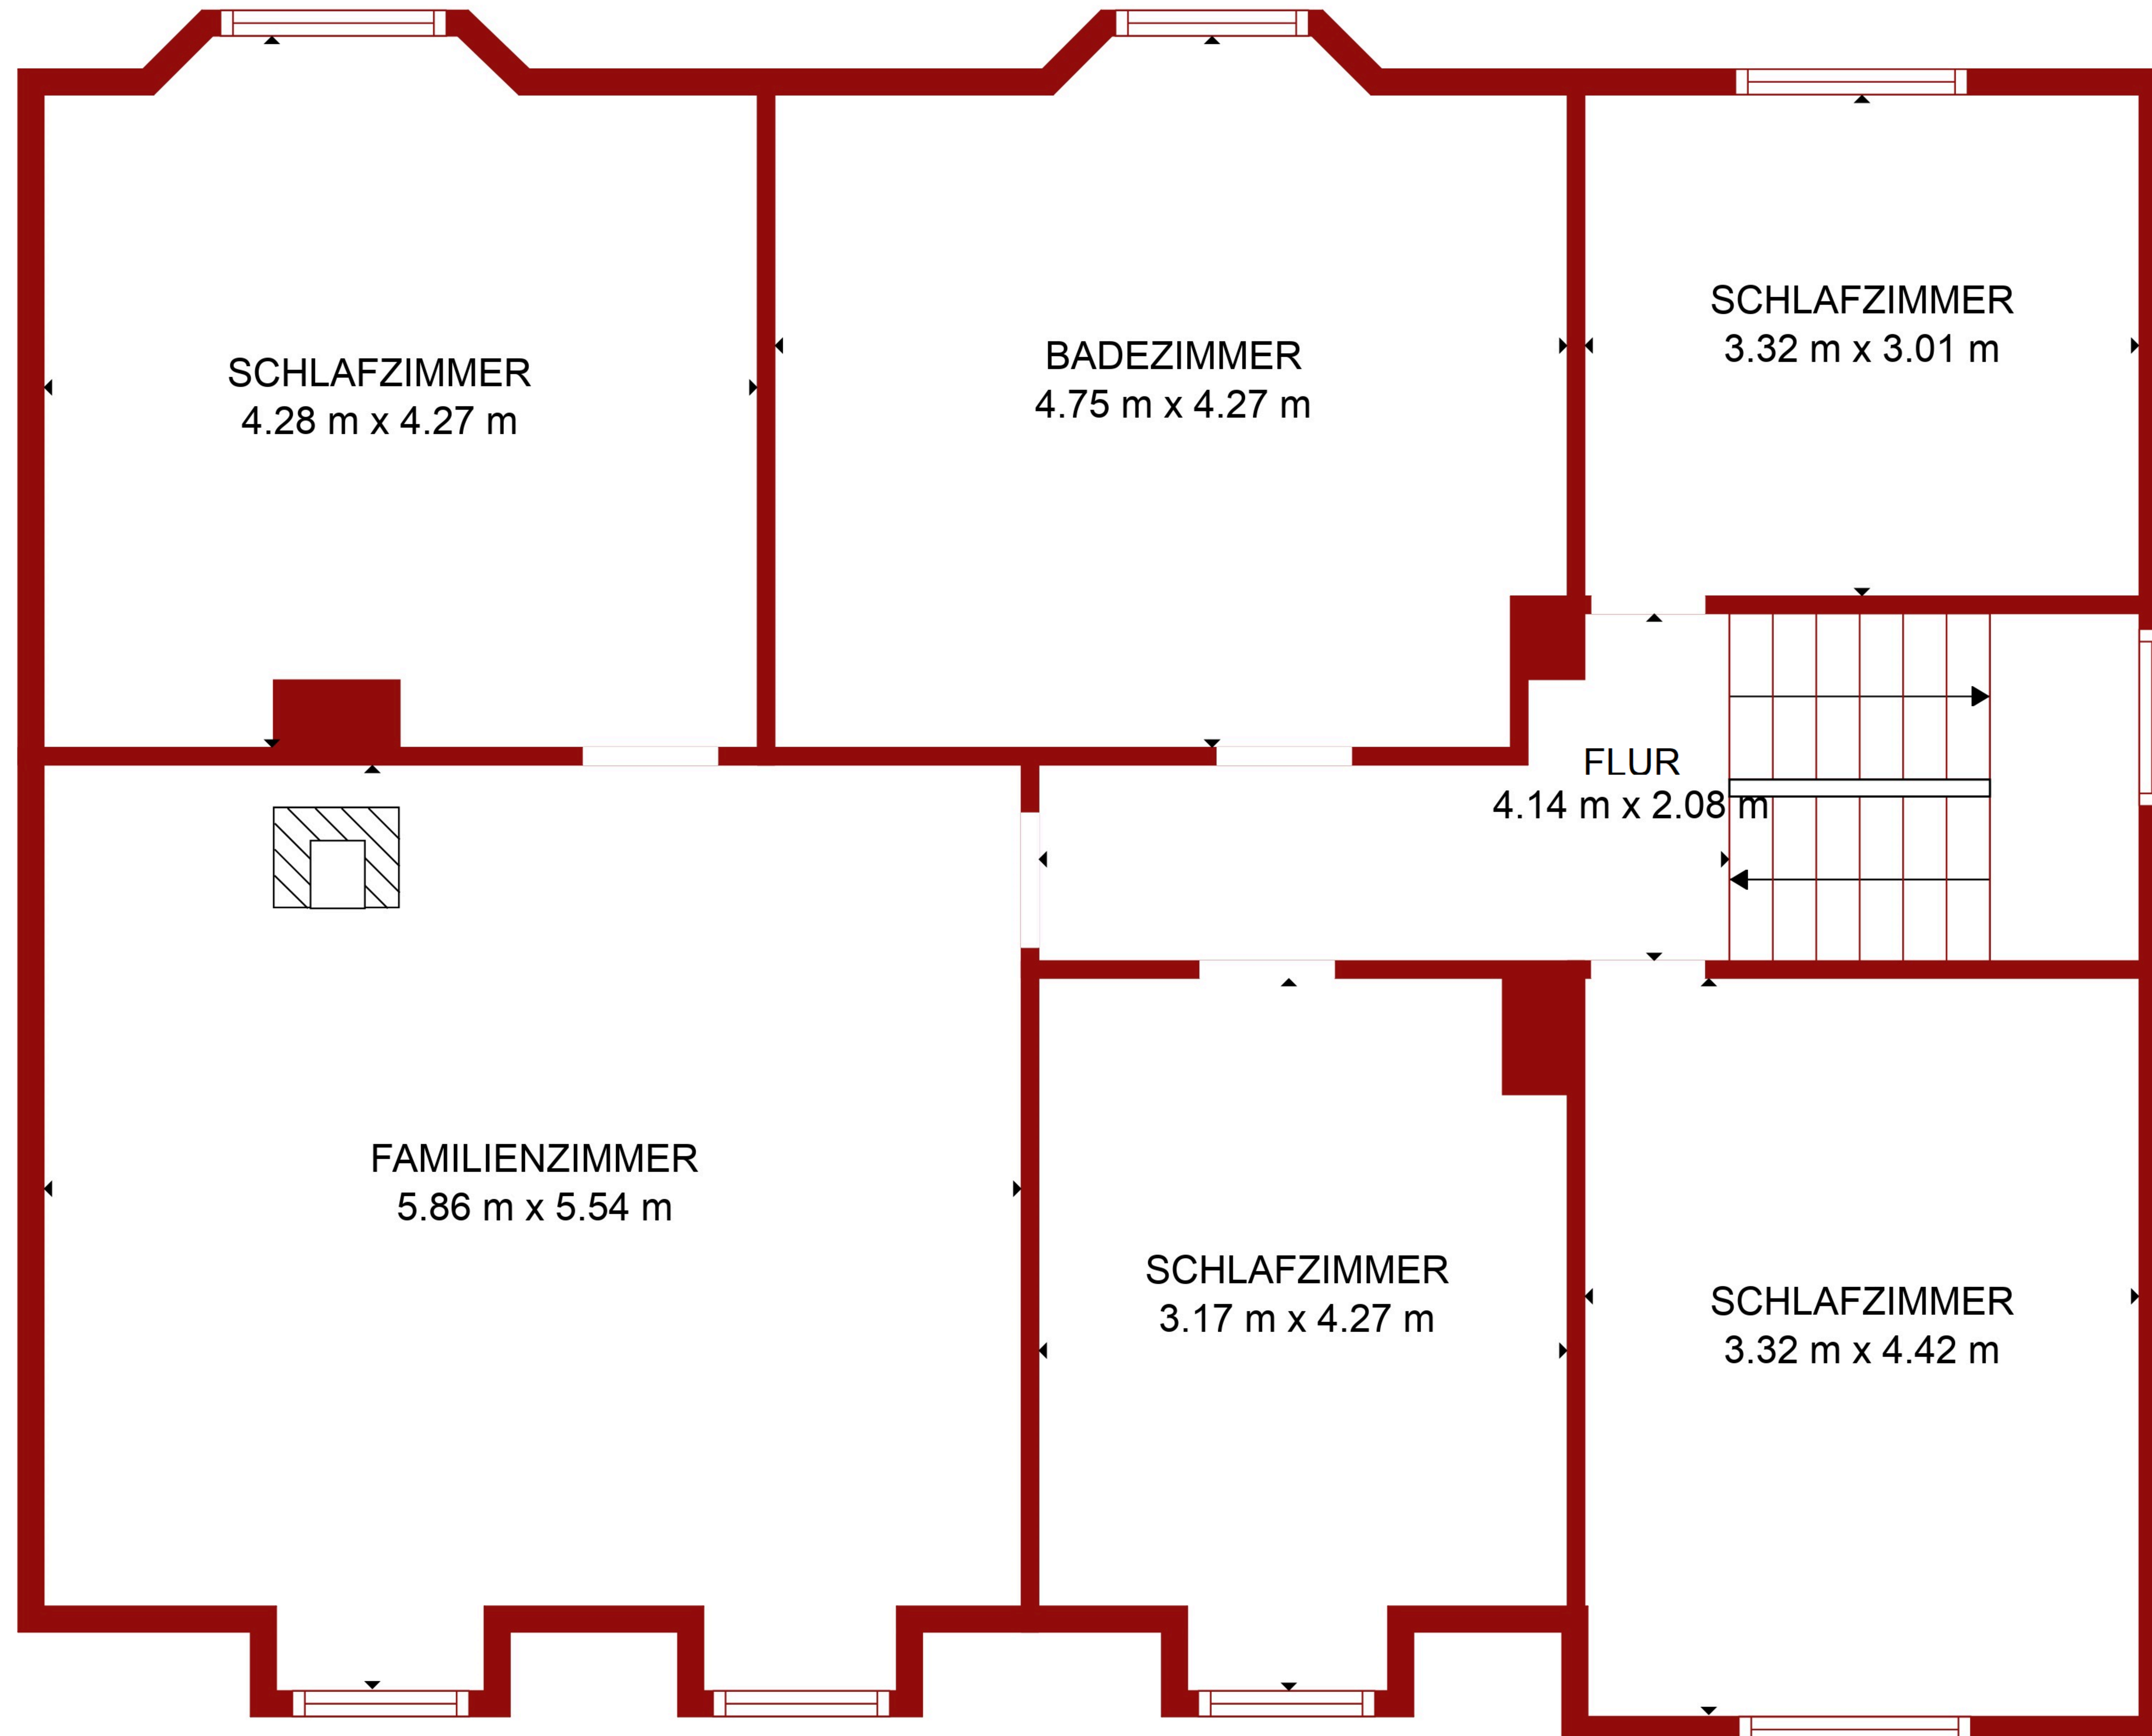 SCHLAFZIMMER
4.28 m x 4.27 m
BADEZIMMER
4.75 m x 4.27 m
SCHLAFZIMMER
3.32 m x 3.01 m
FLUR
4.14 m x 2.08 m
FAMILIENZIMMER
5.86 m x 5.54 m
SCHLAFZIMMER
3.17 m x 4.27 m
SCHLAFZIMMER
3.32 m x 4.42 m